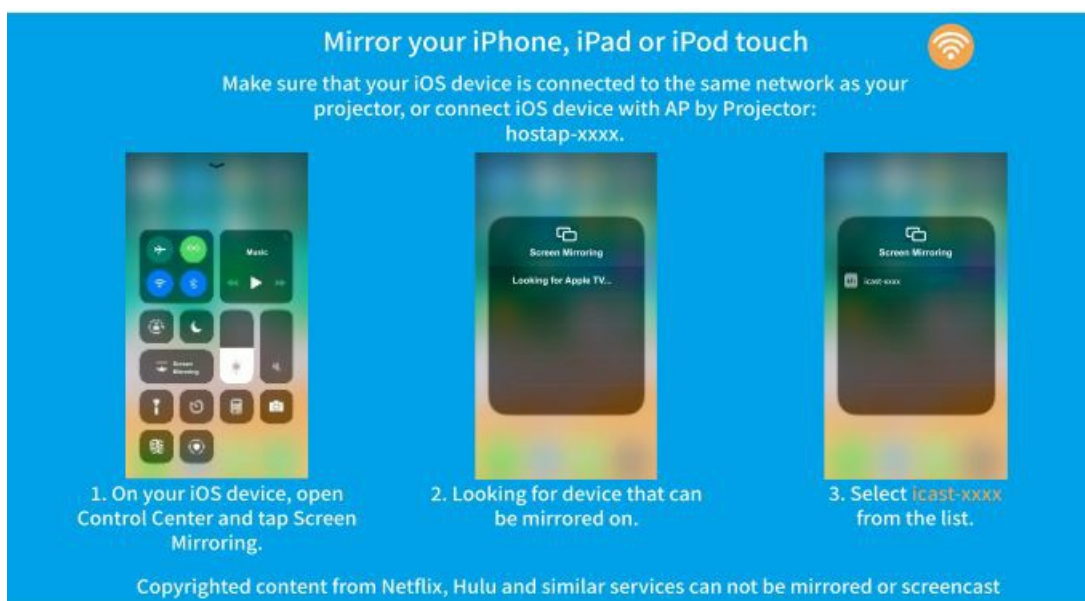 Mirror your iPhone, iPad or iPod touch
Make sure that your iOS device is connected to the same network as your
projector, or connect iOS device with AP by Projector:
hostap-xxxx.
Music
Screen
Mirroring
Screen Mirroring
Looking for Apple TV...
Screen Mirroring
icast-xxxx
1. On your iOS device, open
Control Center and tap Screen
Mirroring.
2. Looking for device that can
be mirrored on.
3. Select icast-xxxx
from the list.
Copyrighted content from Netflix, Hulu and similar services can not be mirrored or screencast